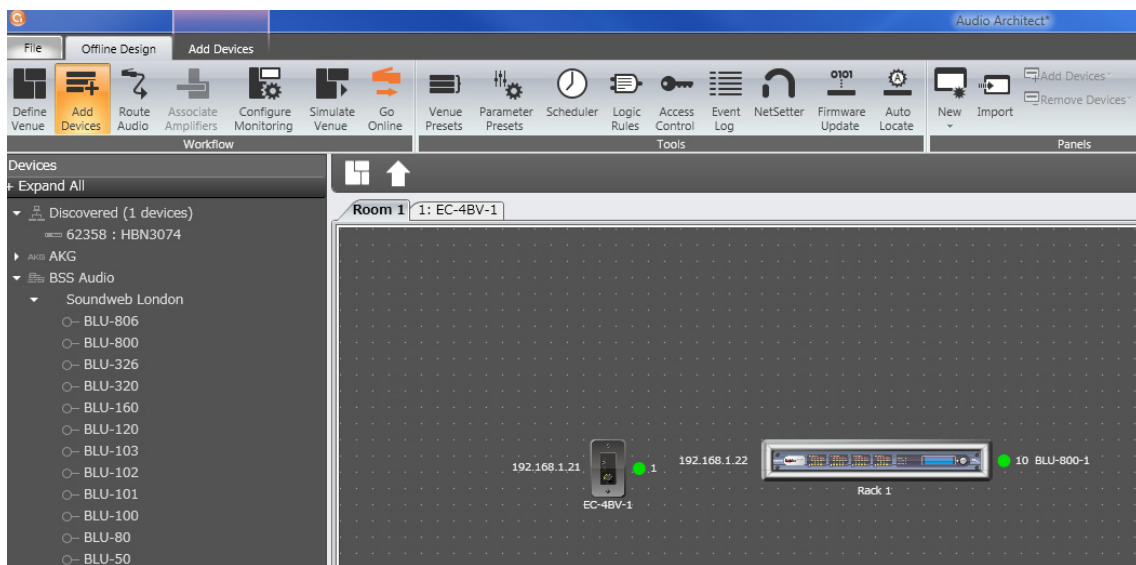 Audio Architect*
File Offline Design Add Devices
Define Venue
Add Devices
Route Audio
Associate Amplifiers
Configure Monitoring
Simulate Venue
Go Online
Venue Presets
Parameter Presets
Scheduler
Logic Rules
Access Control
Event Log
NetSetter
0101
Firmware Update
A
Auto Locate
New
Import
Add Devices
Remove Devices
Workflow Tools Panels
Devices
+ Expand All
Discovered (1 devices)
62358 : HBN3074
AKG AKG
BSS Audio
Soundweb London
BLU-806
BLU-800
BLU-326
BLU-320
BLU-160
BLU-120
BLU-103
BLU-102
BLU-101
BLU-100
BLU-80
BLU-50
Room 1 1: EC-4BV-1
192.168.1.21 1
EC-4BV-1
192.168.1.22 10 BLU-800-1
Rack 1